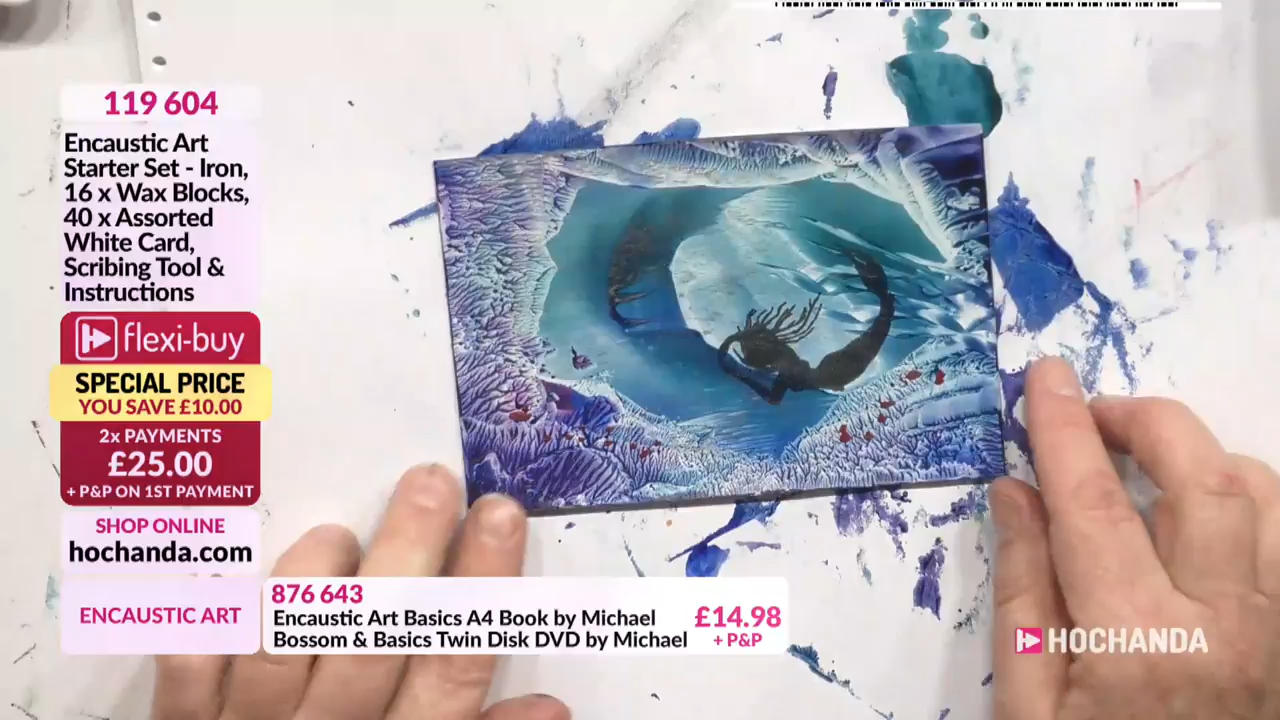 119 604
Encaustic Art
Starter Set - Iron,
16 x Wax Blocks,
40 x Assorted
White Card,
Scribing Tool &
Instructions
flexi-buy
SPECIAL PRICE
YOU SAVE £10.00
2x PAYMENTS
£25.00
+ P&P ON 1ST PAYMENT
SHOP ONLINE
hochanda.com
ENCAUSTIC ART
876 643
Encaustic Art Basics A4 Book by Michael
Bossom & Basics Twin Disk DVD by Michael
£14.98
+ P&P
HOCHANDA